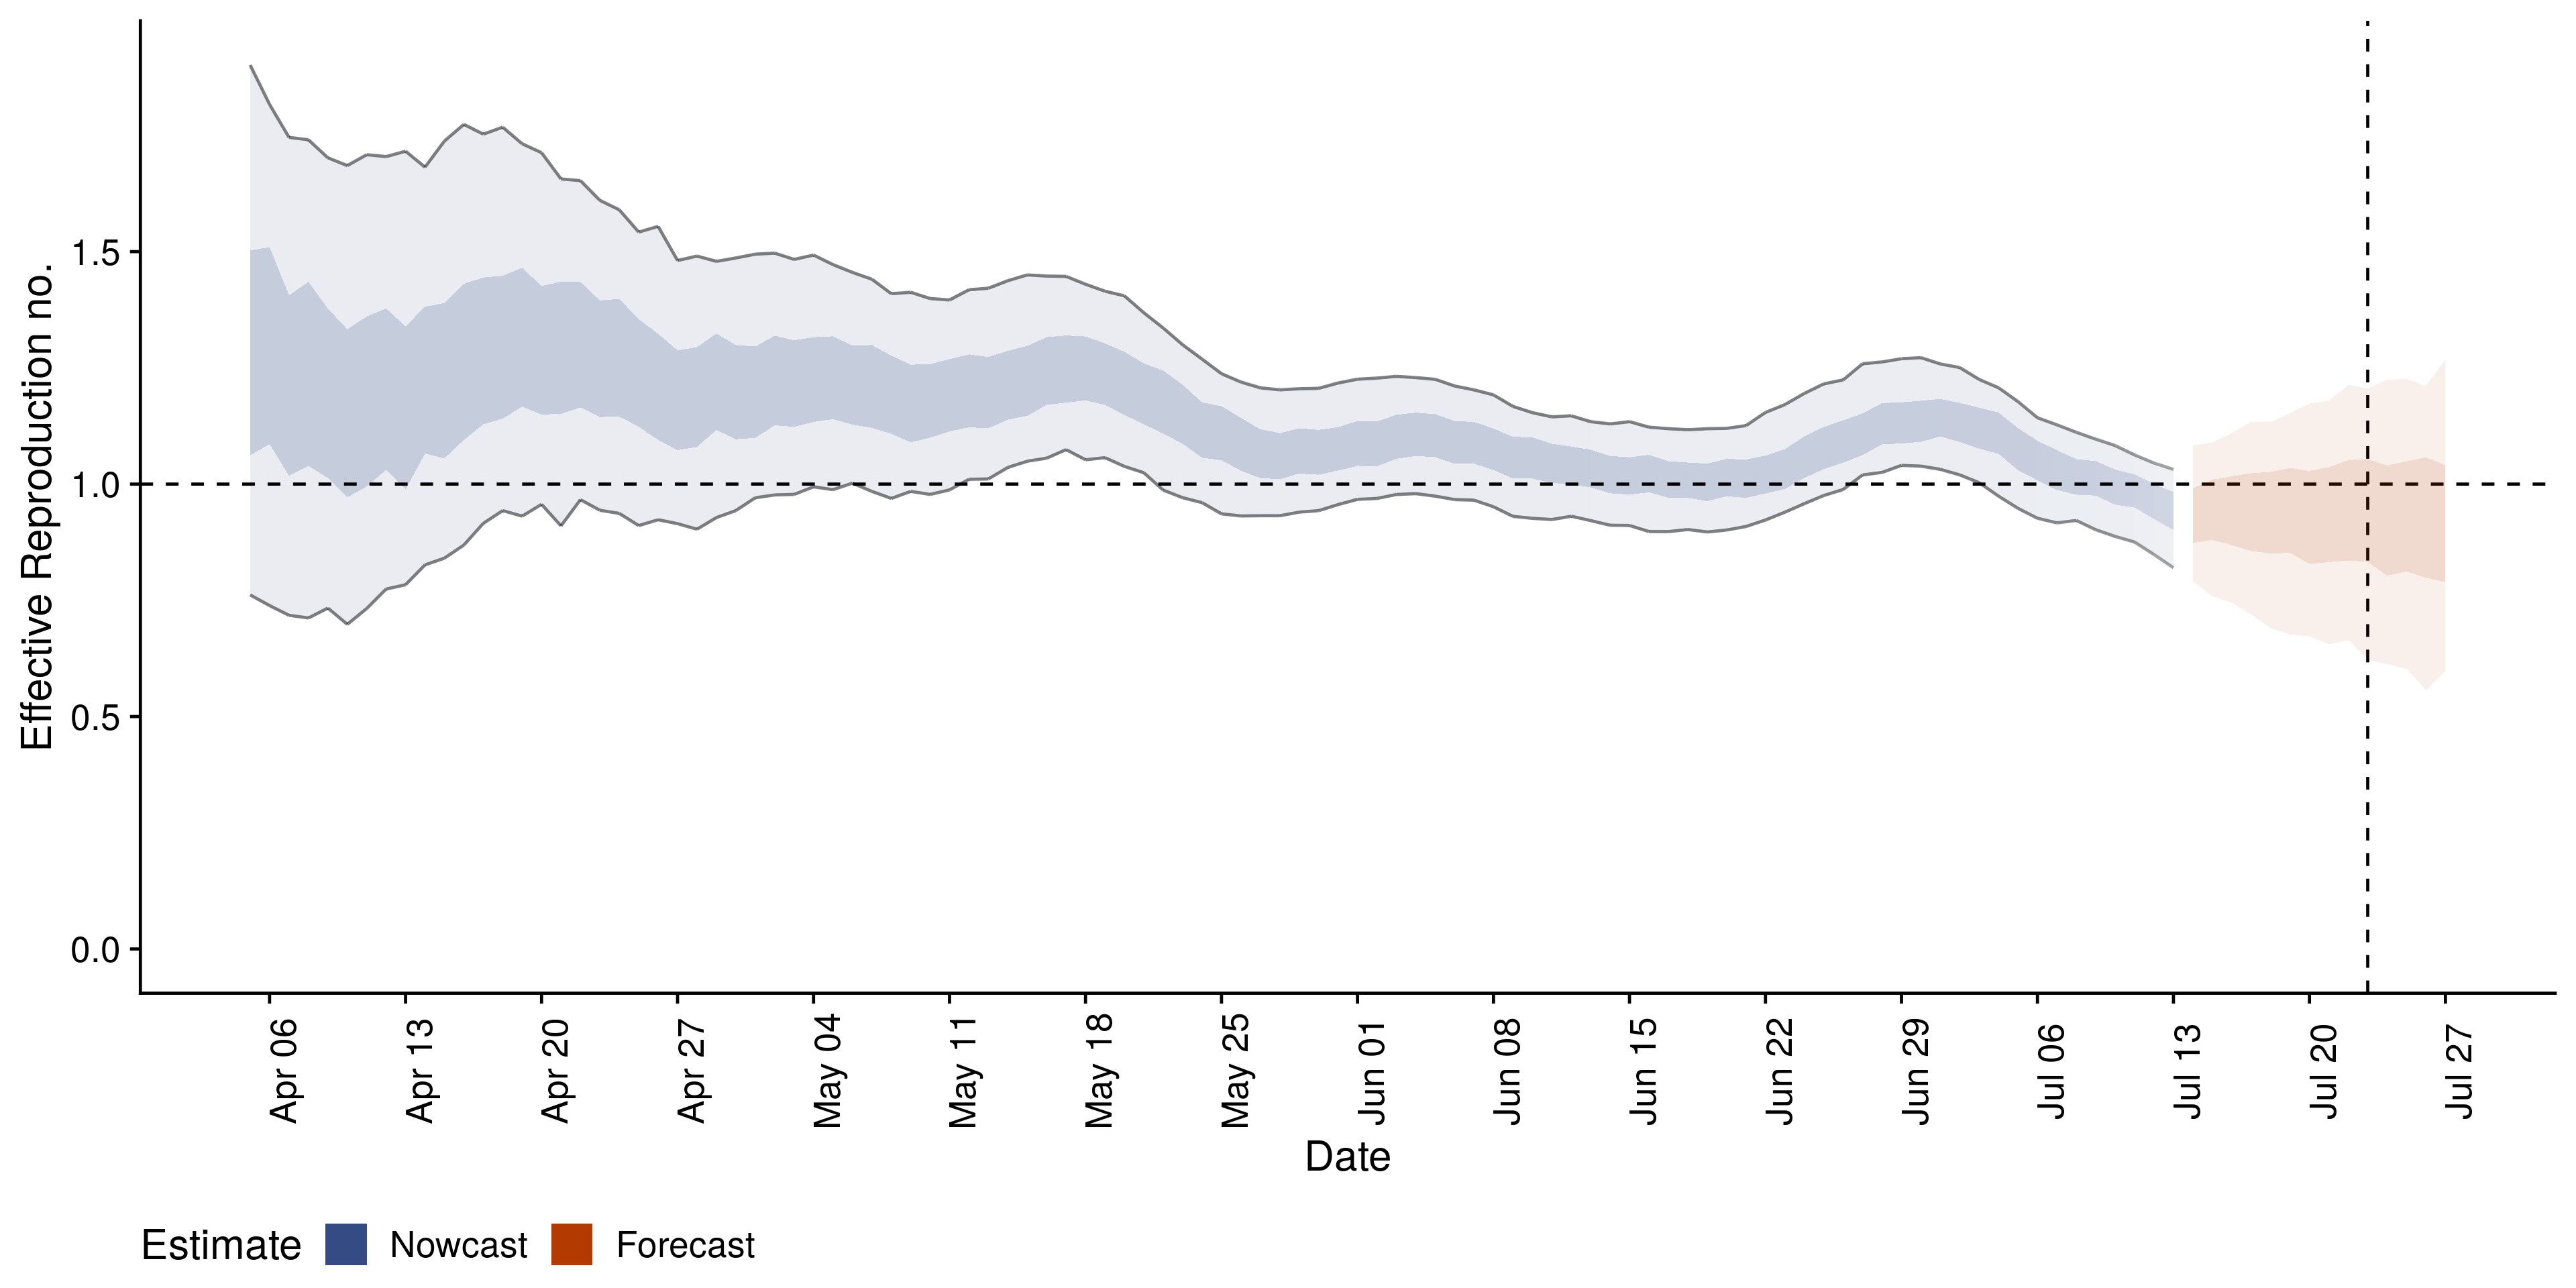 Effective Reproduction no.
1.5
1.0
0.5
0.0
Apr 06
Apr 13
Apr 20
Apr 27
May 04
May 11
May 18
May 25
Jun 01
Jun 08
Jun 15
Jun 22
Jun 29
Jul 06
Jul 13
Jul 20
Jul 27
Date
Estimate Nowcast Forecast